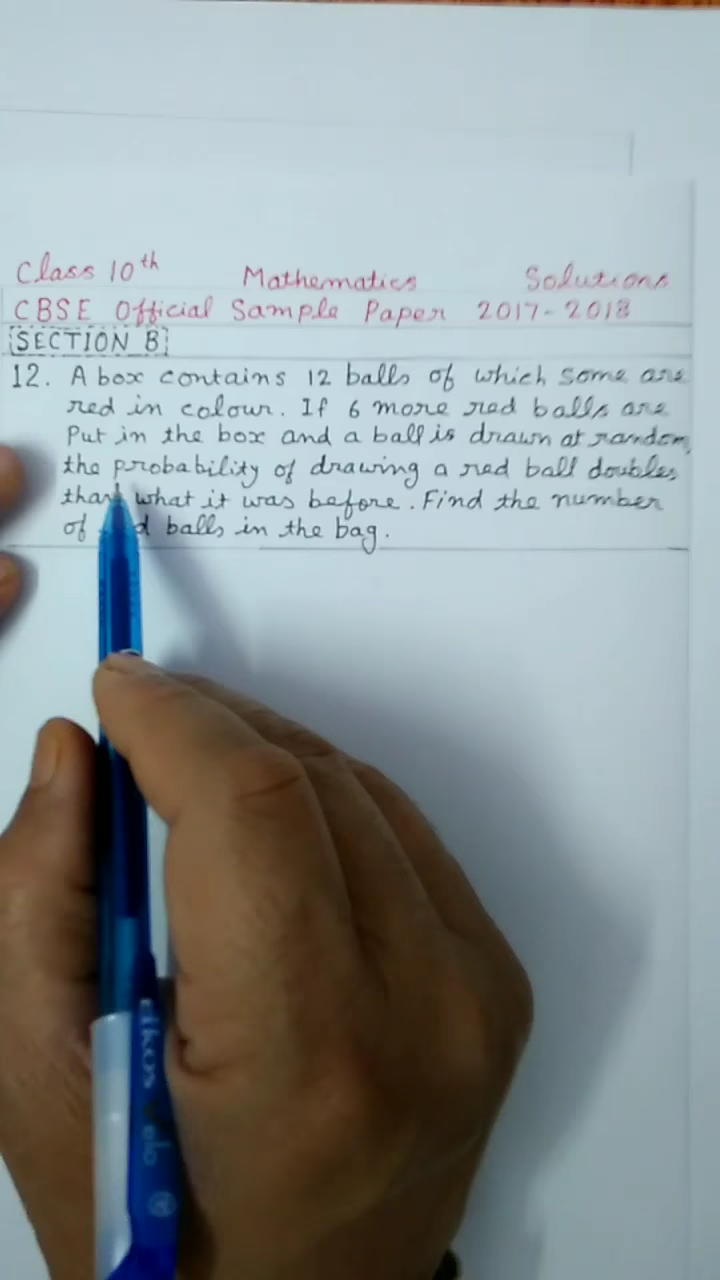 Class 10th Mathematics Solutions
CBSE Official Sample Paper 2017-2018
SECTION B
12. A box contains 12 balls of which some are
red in colour. If 6 more red balls are
Put in the box and a ball is drawn at random,
the probability of drawing a red ball doubles
than what it was before. Find the number
of balls in the bag.